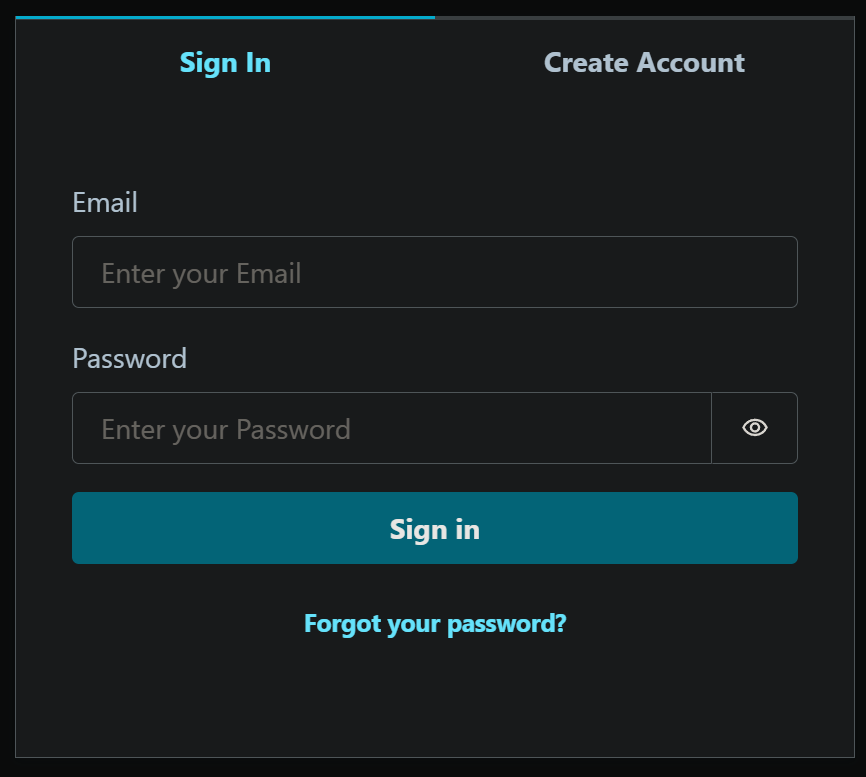 Sign In
Create Account
Email
Enter your Email
Password
Enter your Password
Sign in
Forgot your password?